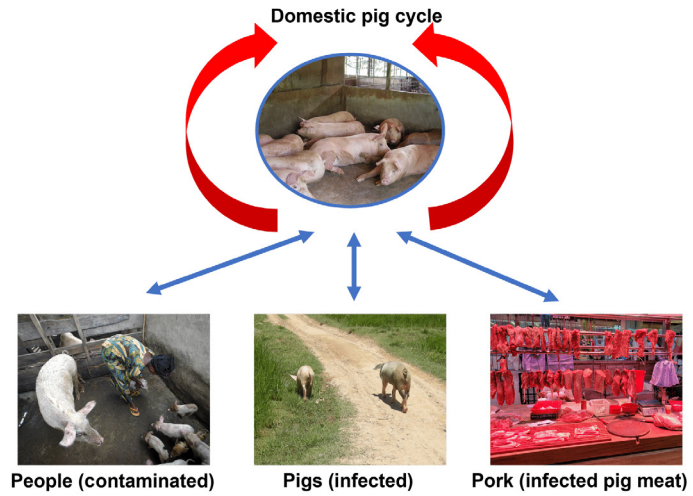 Domestic pig cycle
People (contaminated)
Pigs (infected)
Pork (infected pig meat)